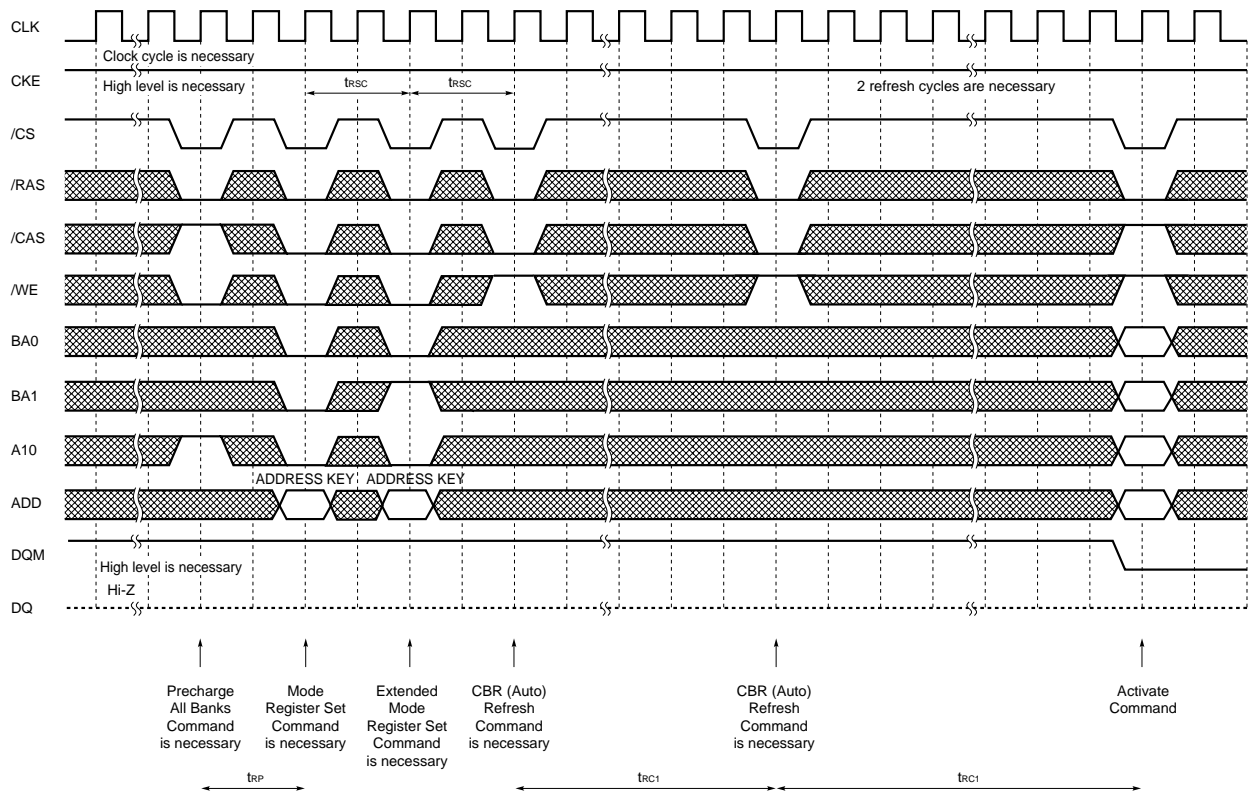 CLK
Clock cycle is necessary
CKE
High level is necessary
tRSC
tRSC
2 refresh cycles are necessary
/CS
/RAS
/CAS
/WE
BA0
BA1
A10
ADDRESS KEY
ADDRESS KEY
ADD
DQM
High level is necessary
Hi-Z
DQ
Precharge
All Banks
Command
is necessary
Mode
Register Set
Command
is necessary
Extended
Mode
Register Set
Command
is necessary
CBR (Auto)
Refresh
Command
is necessary
CBR (Auto)
Refresh
Command
is necessary
Activate
Command
tRP
tRC1
tRC1